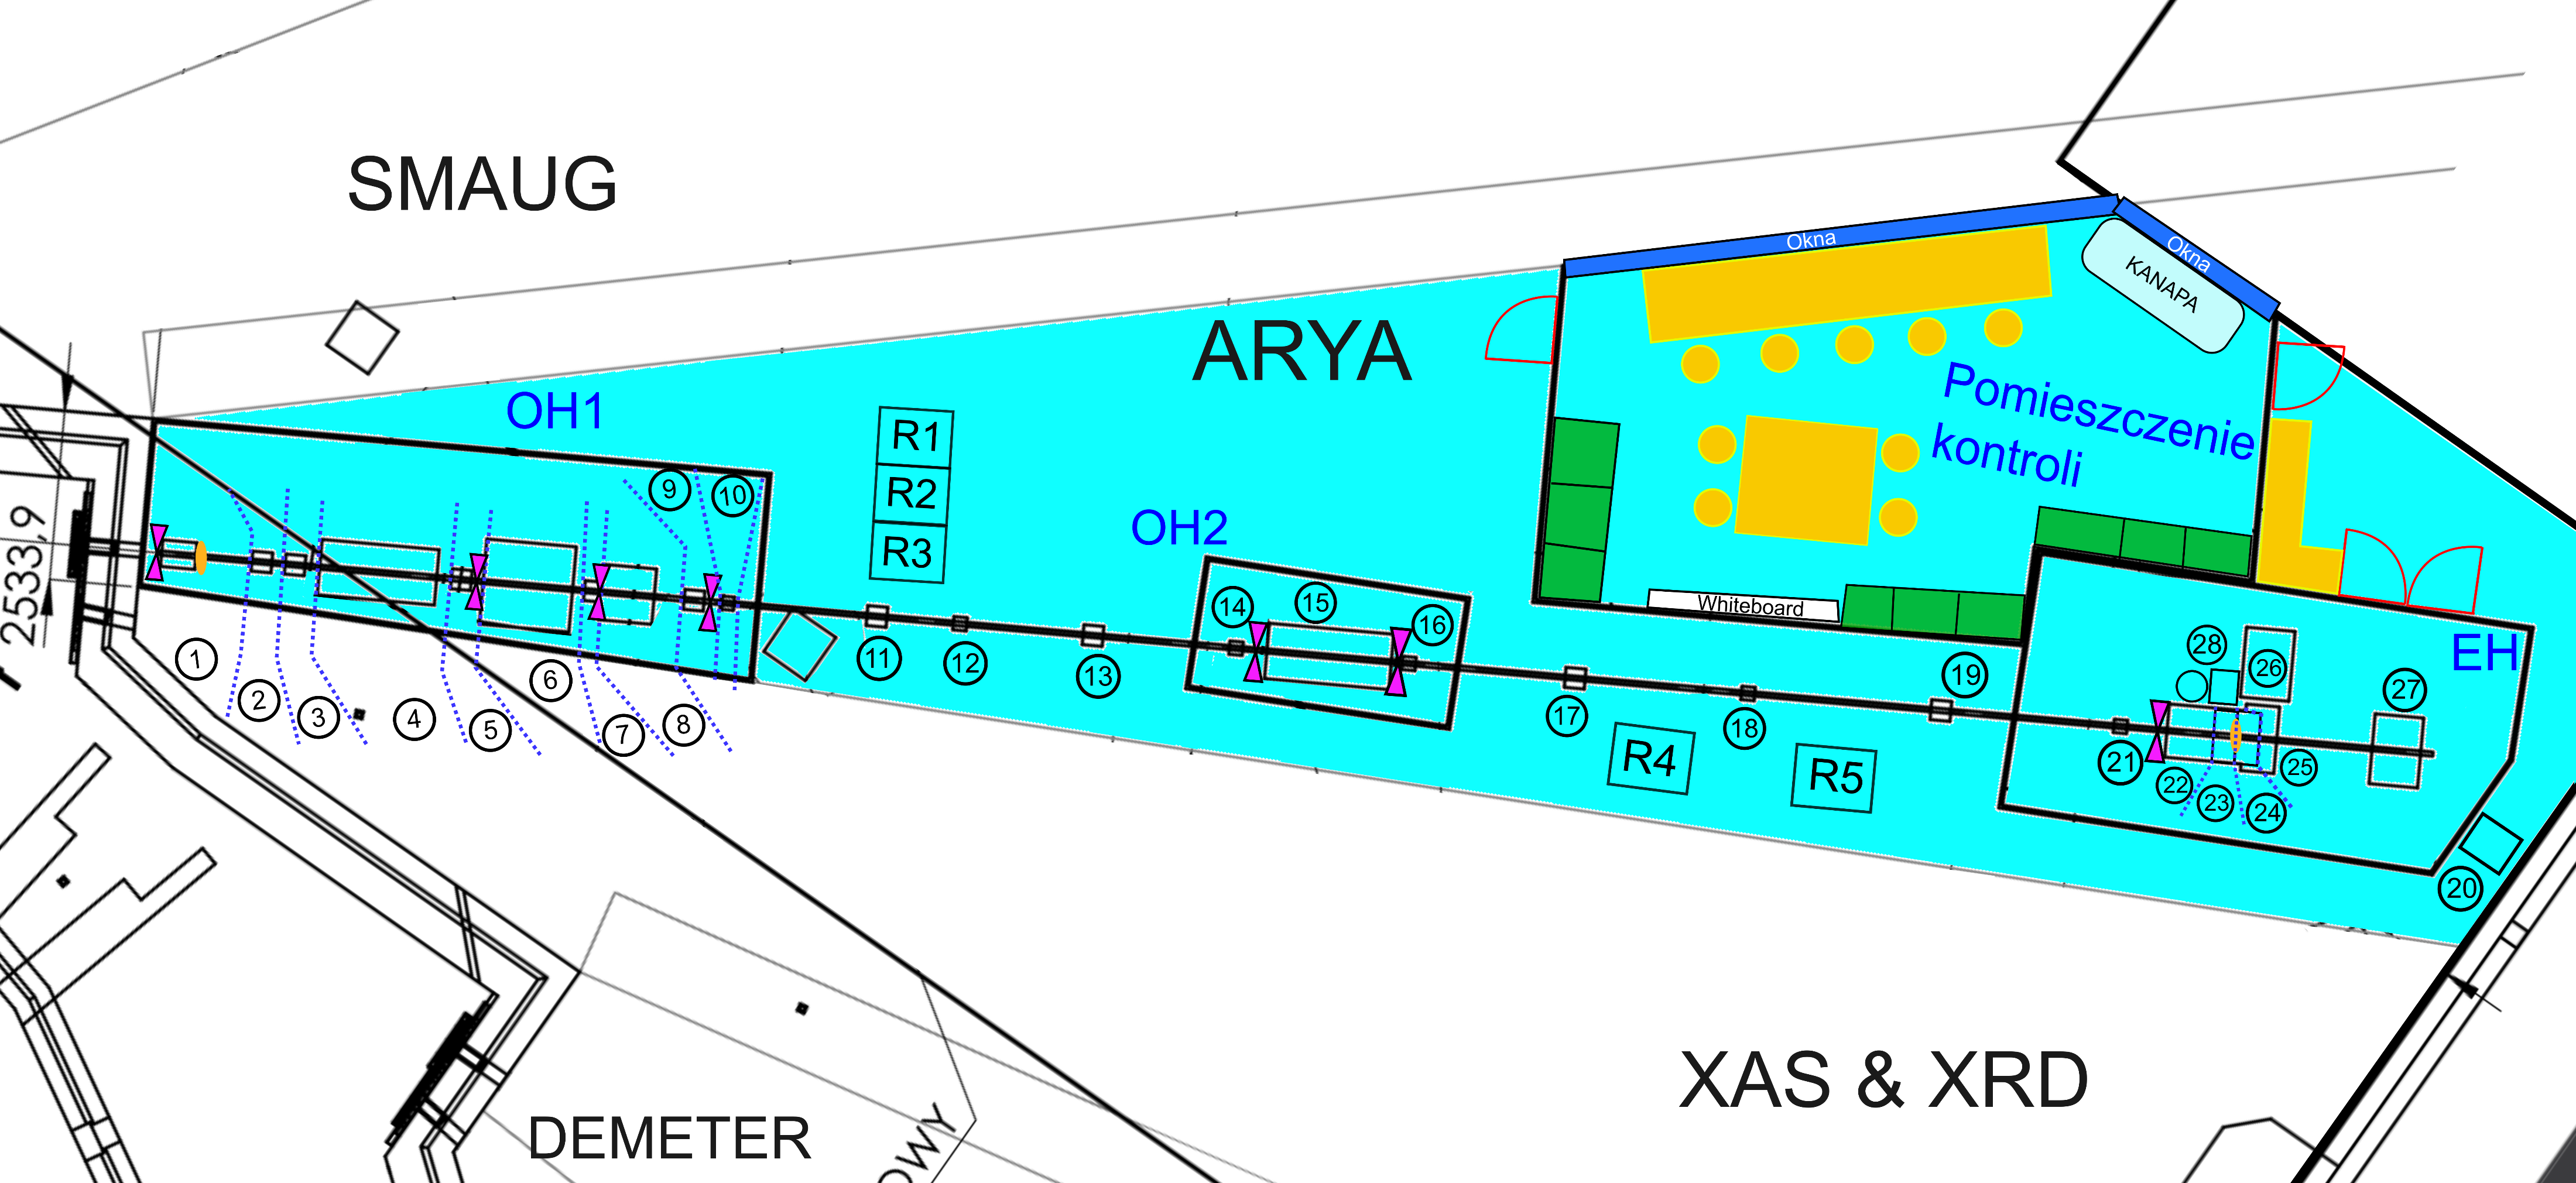 SMAUG
ARYA
Okna
Okna
KANAPA
Pomieszczenie
kontroli
OH1
R1
R2
R3
OH2
2533,9
Whiteboard
EH
1
2
3
4
5
6
7
8
9
10
11
12
13
14
15
16
17
18
19
20
21
22
23
24
25
26
27
28
R4
R5
XAS & XRD
DEMETER
OWY